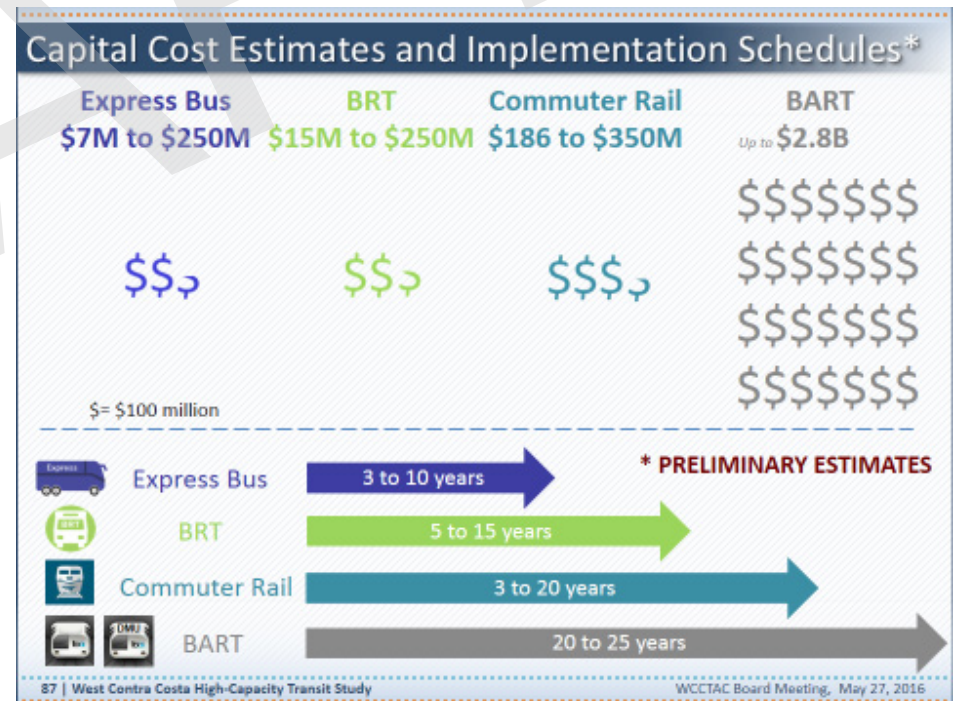 Capital Cost Estimates and Implementation Schedules*
Express Bus
$7M to $250M
BRT
$15M to $250M
Commuter Rail
$186 to $350M
BART
Up to $2.8B
$$
$$
$$$
$$$$$$$
$$$$$$$
$$$$$$$
$$$$$$$
$= $100 million
* PRELIMINARY ESTIMATES
Express
Express Bus
3 to 10 years
BRT
BRT
5 to 15 years
Commuter Rail
3 to 20 years
DMU
BART
20 to 25 years
87 | West Contra Costa High-Capacity Transit Study
WCCTAC Board Meeting, May 27, 2016